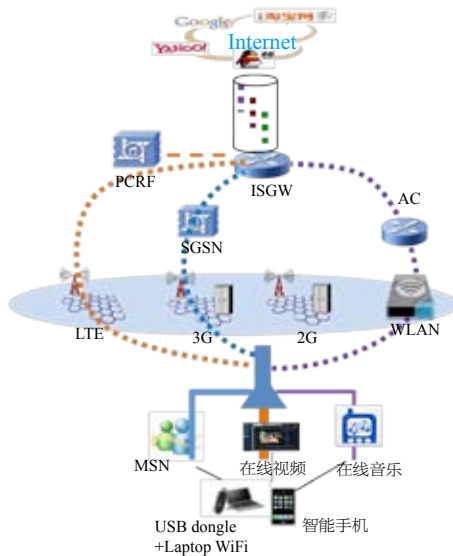 Google
YAHOO!
Internet
PCRF
ISGW
AC
SGSN
LTE
3G
2G
WLAN
MSN
在线视频
在线音乐
USB dongle
+Laptop WiFi
智能手机